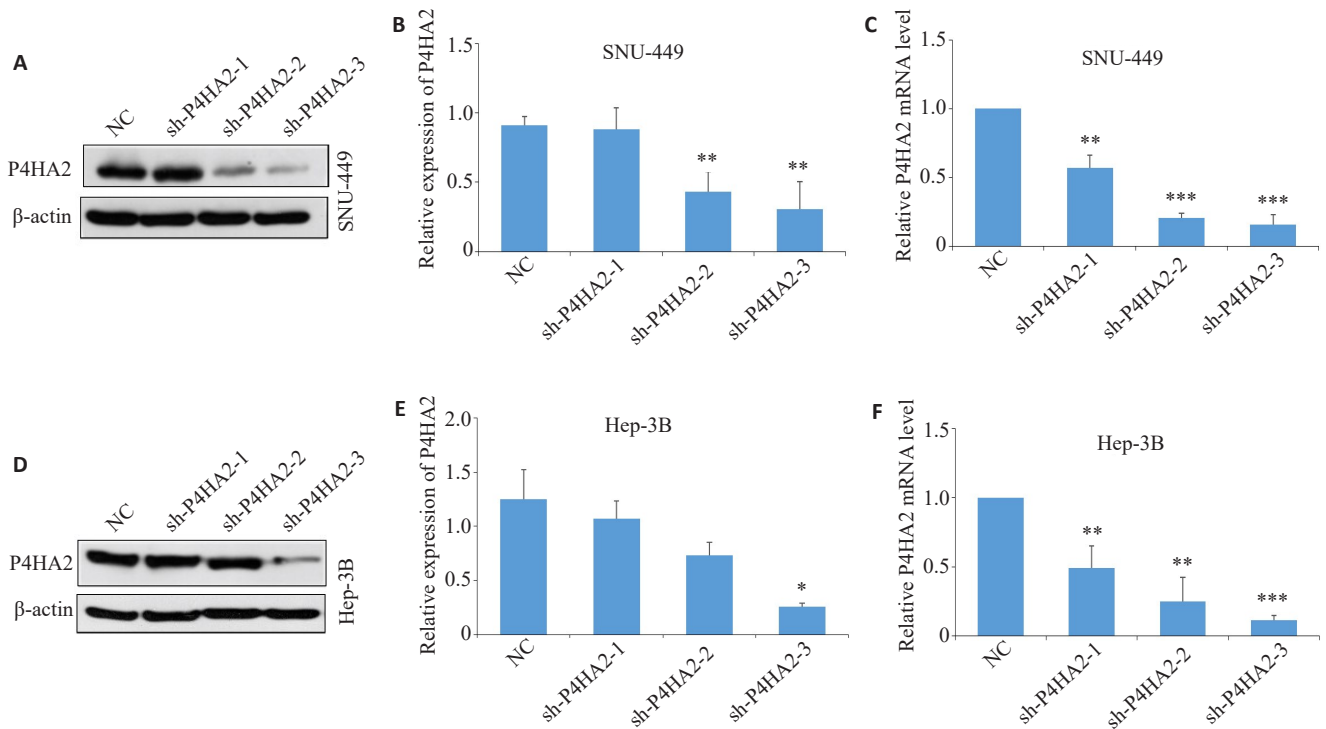 A
NC
sh-P4HA2-1
sh-P4HA2-2
sh-P4HA2-3
P4HA2
β-actin
SNU-449
B
Relative expression of P4HA2
SNU-449
1.5
1.0
0.5
0
**
**
NC
sh-P4HA2-1
sh-P4HA2-2
sh-P4HA2-3
C
Relative P4HA2 mRNA level
SNU-449
1.5
1.0
0.5
0
**
***
***
NC
sh-P4HA2-1
sh-P4HA2-2
sh-P4HA2-3
D
NC
sh-P4HA2-1
sh-P4HA2-2
sh-P4HA2-3
P4HA2
β-actin
Hep-3B
E
Relative expression of P4HA2
Hep-3B
2.0
1.5
1.0
0.5
0
*
NC
sh-P4HA2-1
sh-P4HA2-2
sh-P4HA2-3
F
Relative P4HA2 mRNA level
Hep-3B
1.5
1.0
0.5
0
**
**
***
NC
sh-P4HA2-1
sh-P4HA2-2
sh-P4HA2-3